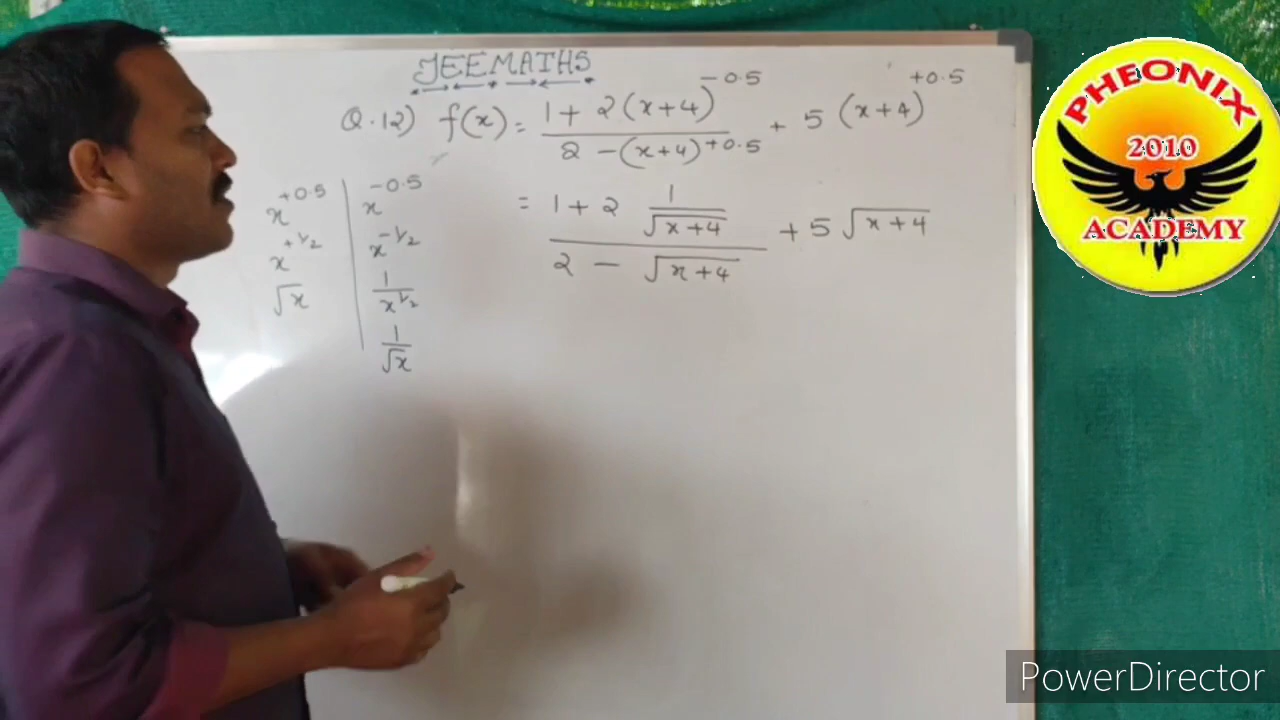 JEEMATHS
Q.12) f(x) = (1 + 2(x+4)^-0.5) / (2 - (x+4)^+0.5) + 5 (x+4)^+0.5
= (1 + 2 1/√(x+4)) / (2 - √(x+4)) + 5 √(x+4)
x^+0.5
x^+1/2
√x
x^-0.5
x^-1/2
1/x^1/2
1/√x
PHEONIX
2010
ACADEMY
PowerDirector